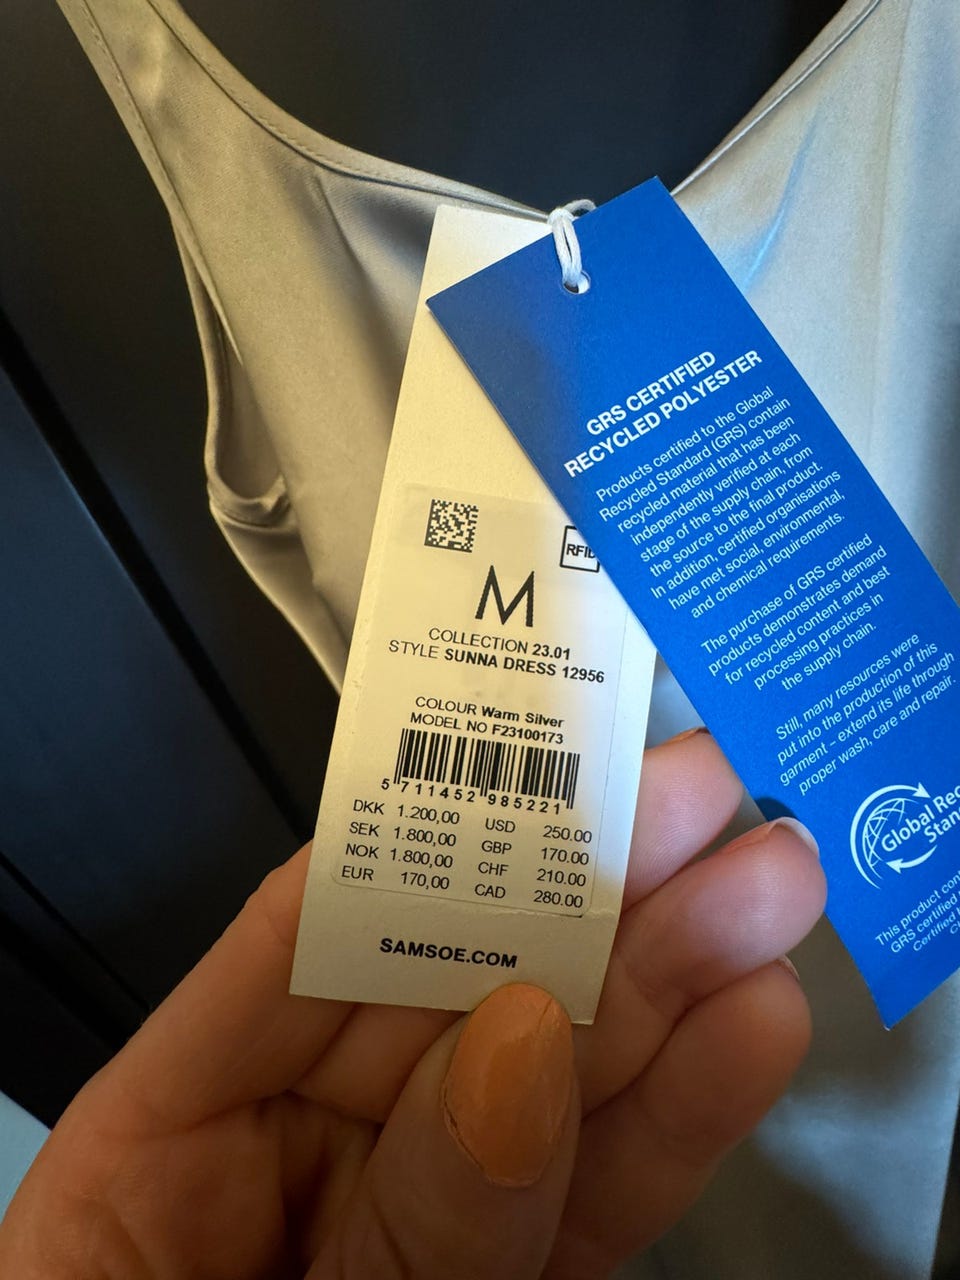 RFID
M
COLLECTION 23.01
STYLE SUNNA DRESS 12956
COLOUR Warm Silver
MODEL NO F23100173
5 711452 985221
DKK 1.200,00 USD 250.00
SEK 1.800,00 GBP 170.00
NOK 1.800,00 CHF 210.00
EUR 170,00 CAD 280.00
SAMSOE.COM
GRS CERTIFIED
RECYCLED POLYESTER
Products certified to the Global
Recycled Standard (GRS) contain
recycled material that has been
independently verified at each
stage of the supply chain, from
the source to the final product.
In addition, certified organisations
have met social, environmental,
and chemical requirements.
The purchase of GRS certified
products demonstrates demand
for recycled content and best
processing practices in
the supply chain.
Still, many resources were
put into the production of this
garment – extend its life through
proper wash, care and repair.
Global
This product
GRS certified
Certified